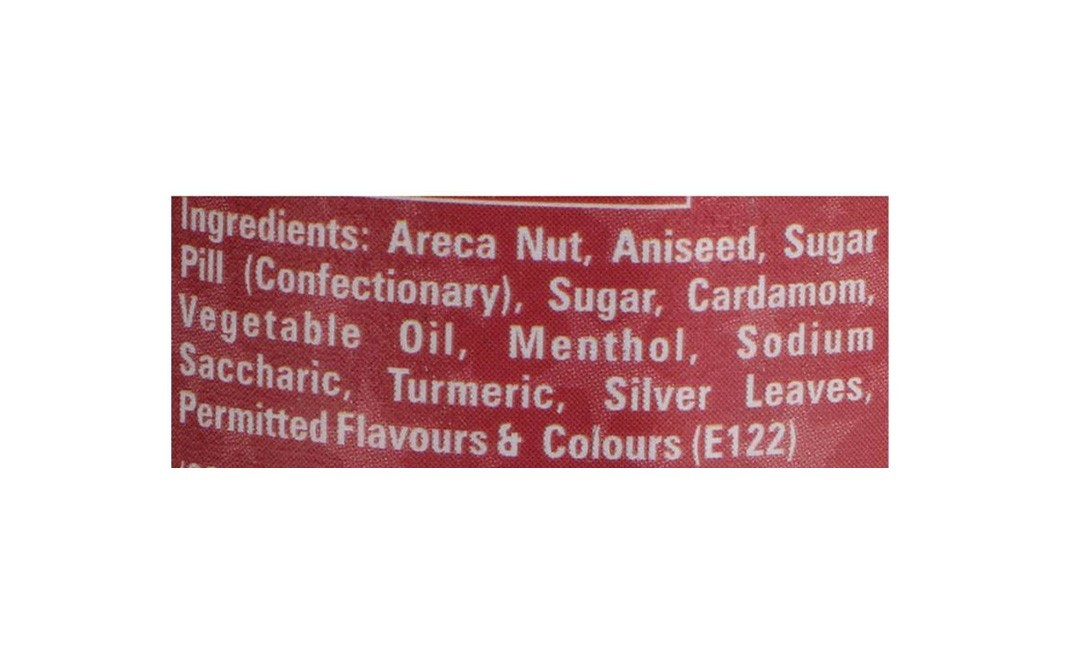 Ingredients: Areca Nut, Aniseed, Sugar
Pill (Confectionary), Sugar, Cardamom,
Vegetable Oil, Menthol, Sodium
Saccharic, Turmeric, Silver Leaves,
Permitted Flavours & Colours (E122)